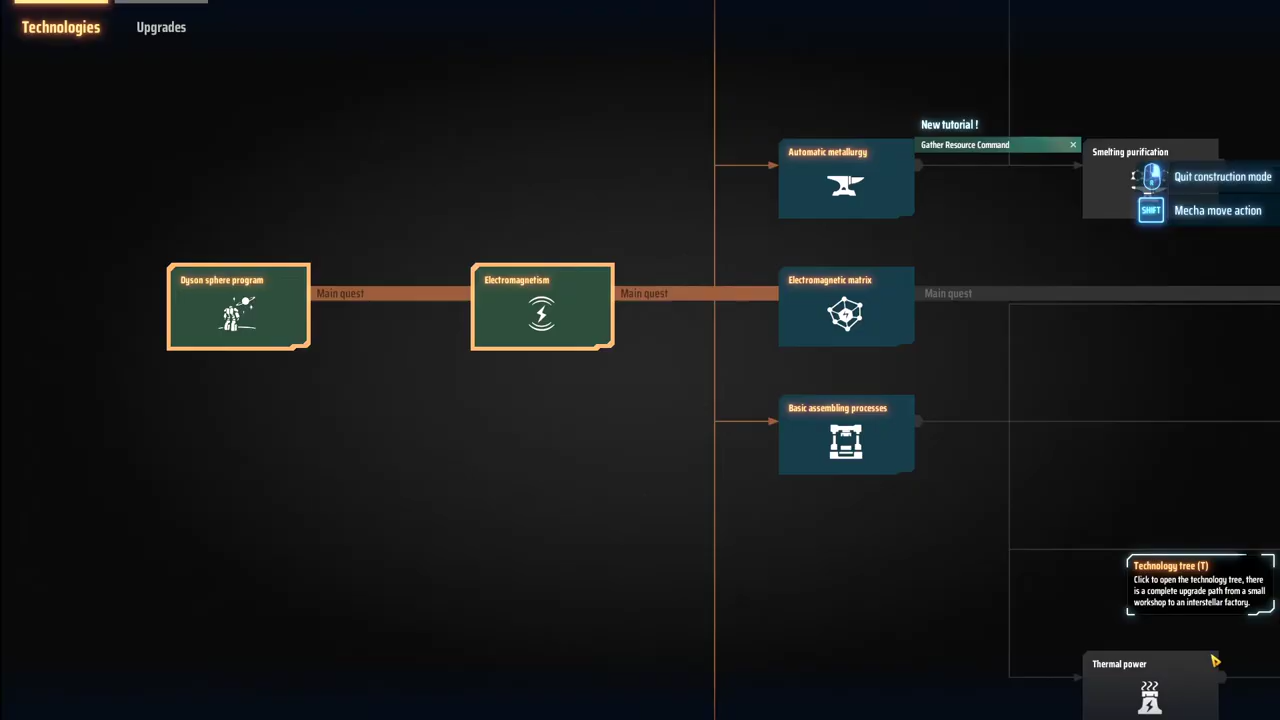 Technologies
Upgrades
New tutorial !
Gather Resource Command
Automatic metallurgy
Smelting purification
Quit construction mode
SHIFT
Mecha move action
Dyson sphere program
Main quest
Electromagnetism
Main quest
Electromagnetic matrix
Main quest
Basic assembling processes
Technology tree (T)
Click to open the technology tree, there
is a complete upgrade path from a small
workshop to an interstellar factory.
Thermal power